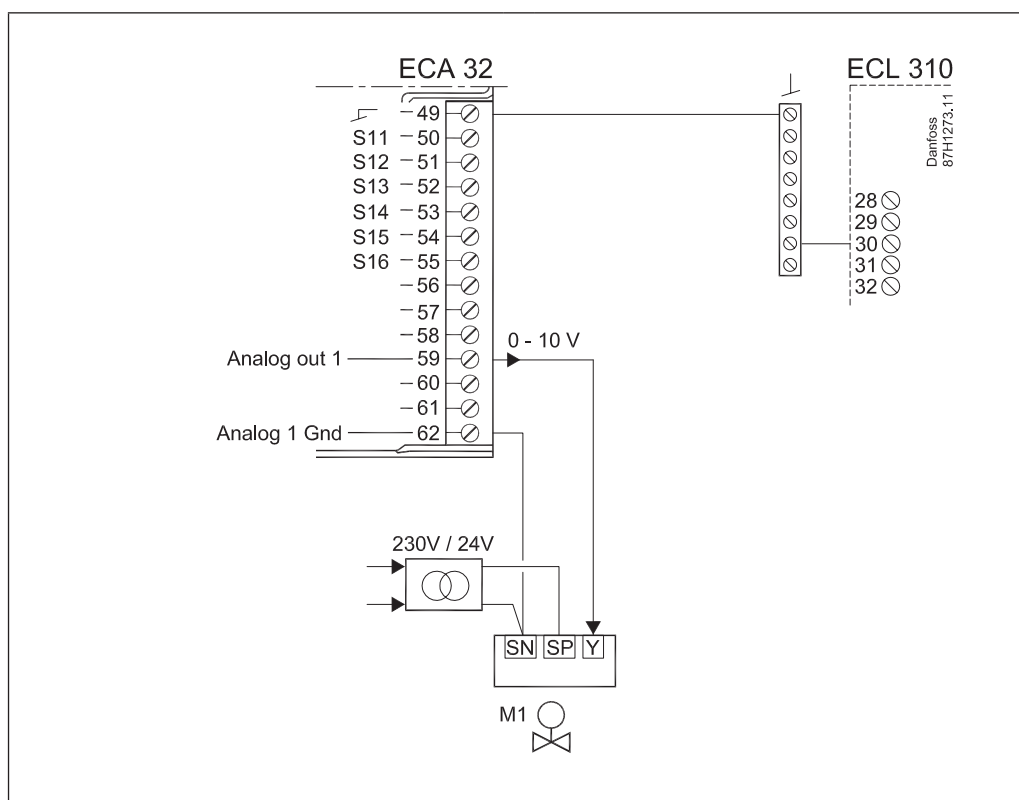 ECA 32
ECL 310
49
S11 50
S12 51
S13 52
S14 53
S15 54
S16 55
56
57
58
Analog out 1 59
60
61
Analog 1 Gnd 62
0 - 10 V
Danfoss
87H1273.11
28
29
30
31
32
230V / 24V
SN SP Y
M1